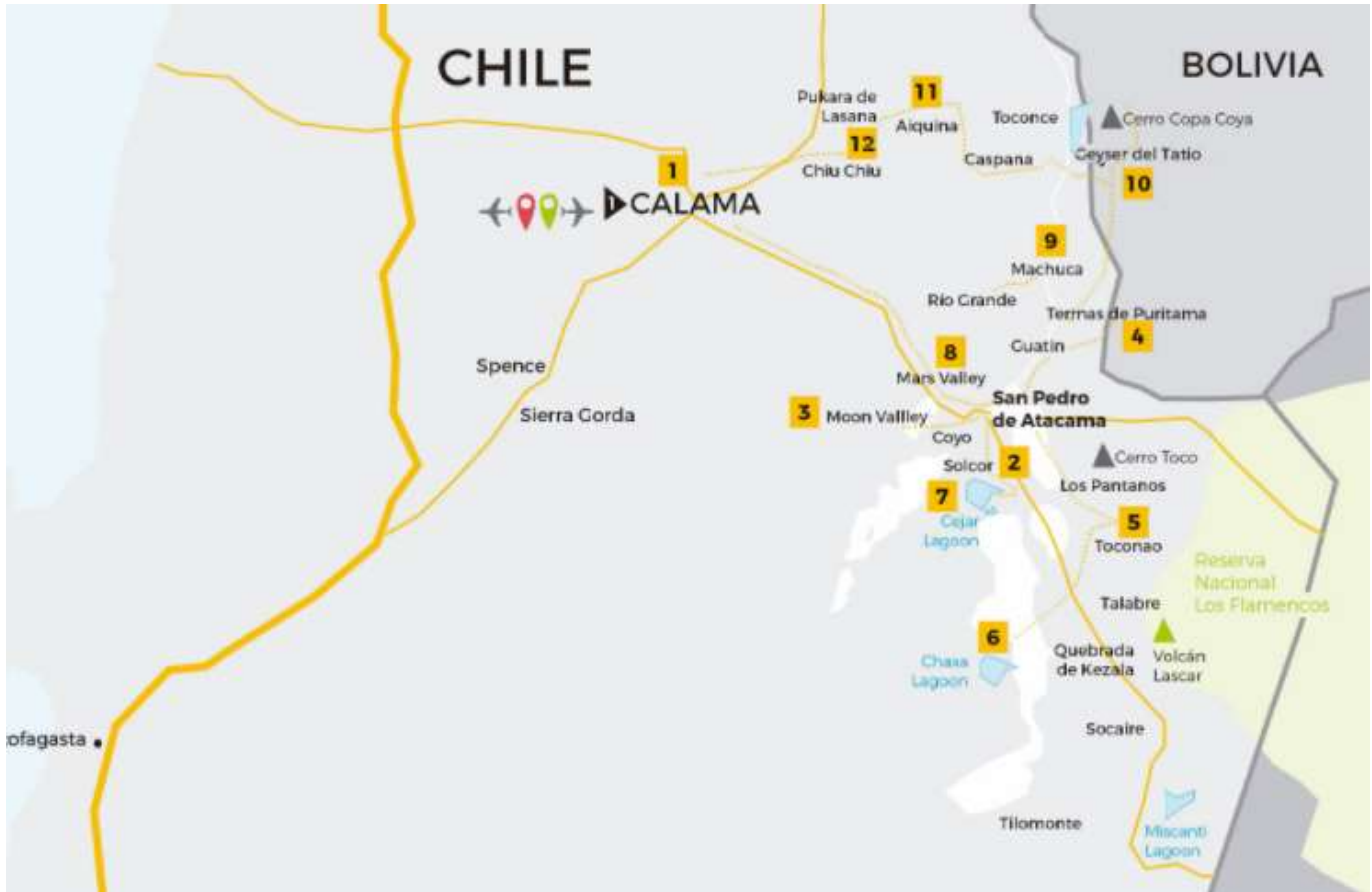 CHILE
BOLIVIA
11
Pukara de
Lasana
Aiquina
Toconce
Cerro Copa Coya
12
Chiu Chiu
Caspana
Geyser del Tatio
10
1
CALAMA
9
Machuca
Río Grande
Termas de Puritama
4
Guatin
8
Mars Valley
Spence
Sierra Gorda
3
Moon Vallley
San Pedro
de Atacama
Coyo
Solcor
2
Cerro Toco
Los Pantanos
7
Cejar
Lagoon
5
Toconao
Reserva
Nacional
Los Flamencos
Talabre
6
Chaxa
Lagoon
Quebrada
de Kezala
Volcán
Lascar
Socaire
ofagasta
Tilomonte
Miscanti
Lagoon